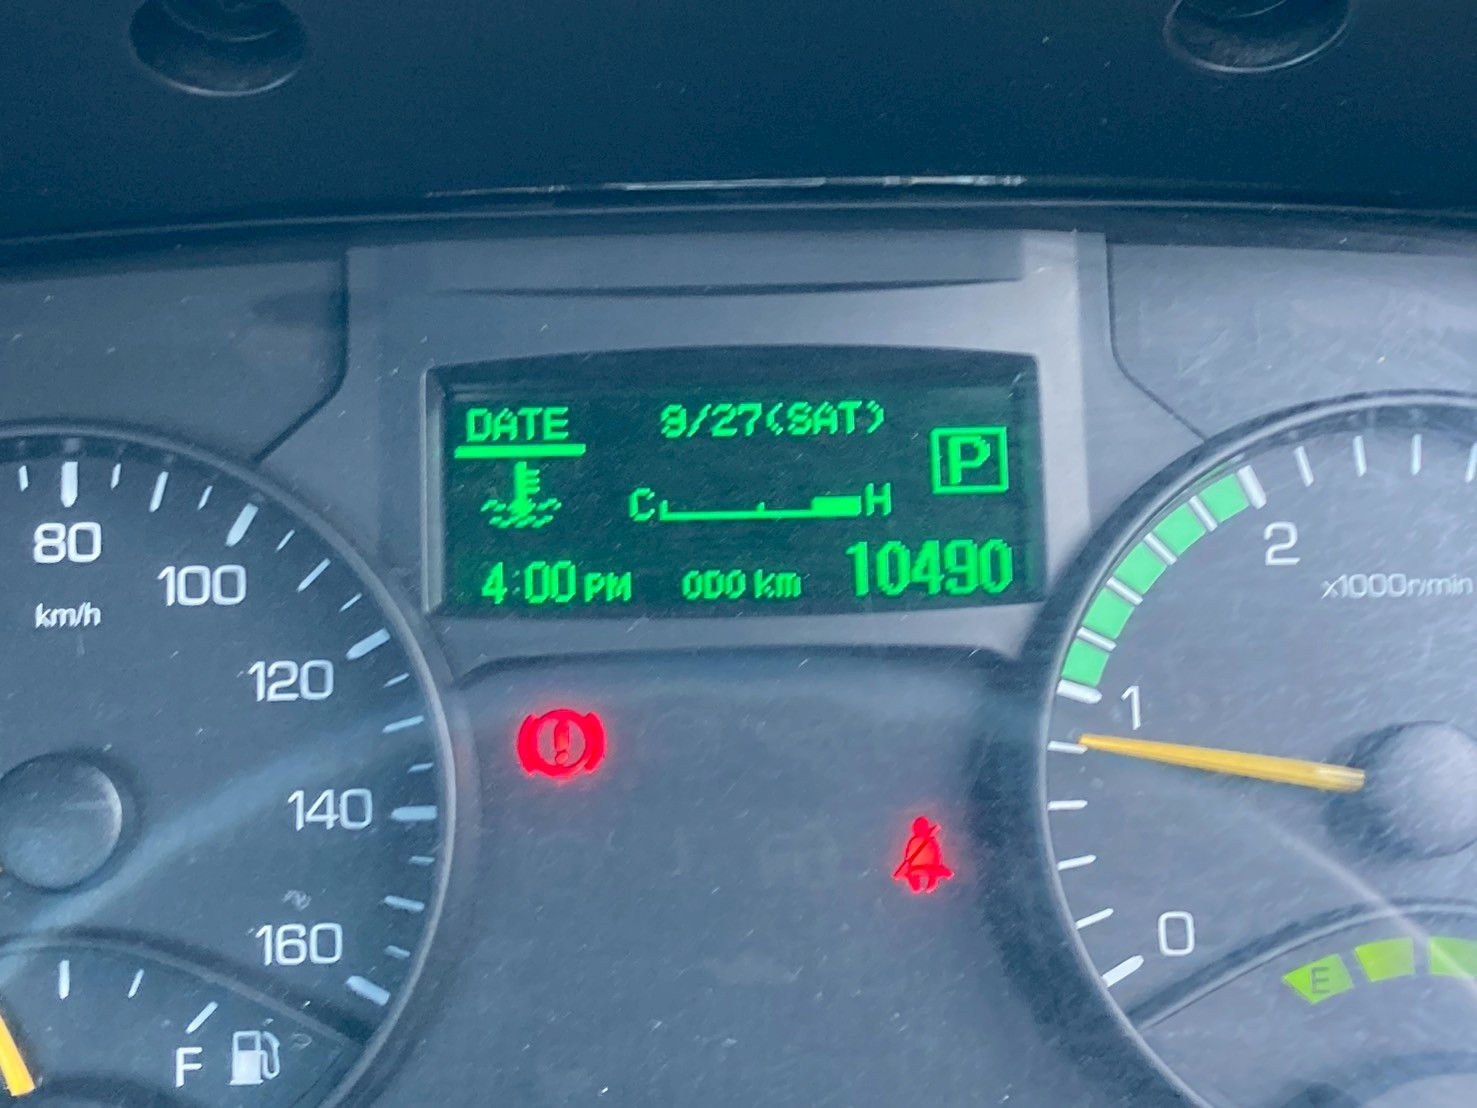 DATE 9/27(SAT)
P
C H
4:00 PM ODO km 10490
80
km/h
100
120
140
160
F
2
x1000r/min
1
0
E